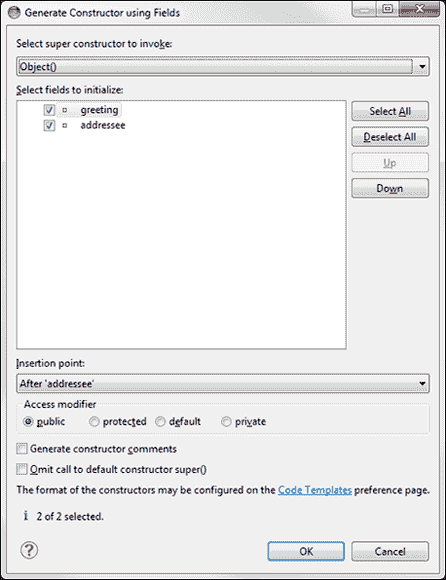 Generate Constructor using Fields
Select super constructor to invoke:
Object()
Select fields to initialize:
greeting
addressee
Select All
Deselect All
Up
Down
Insertion point:
After 'addressee'
Access modifier
public protected default private
Generate constructor comments
Omit call to default constructor super()
The format of the constructors may be configured on the Code Templates preference page.
i 2 of 2 selected.
? OK Cancel